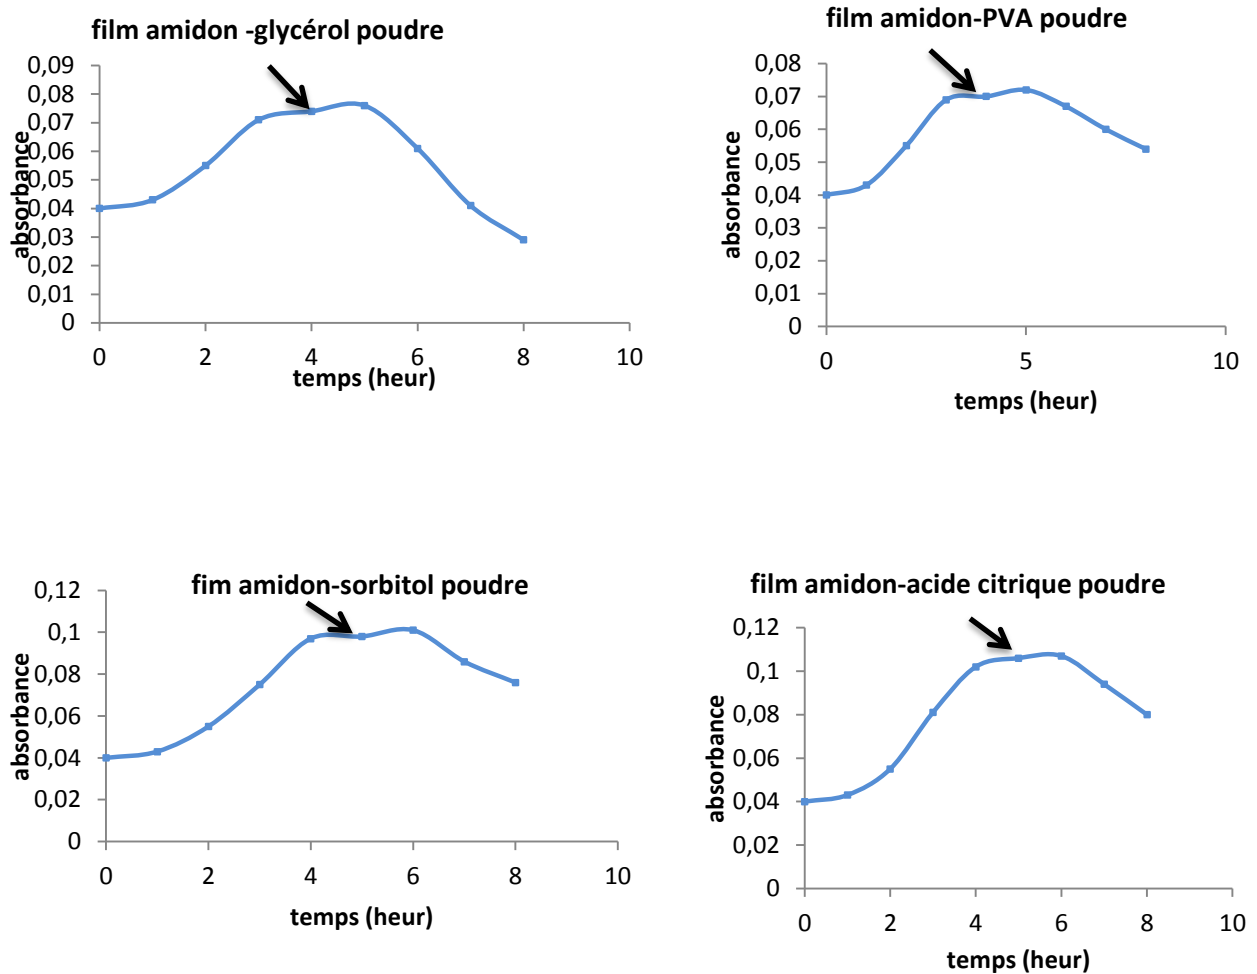 film amidon -glycérol poudre
0,09
0,08
0,07
0,06
0,05
0,04
0,03
0,02
0,01
0
absorbance
0 2 4 6 8 10
temps (heur)
film amidon-PVA poudre
0,08
0,07
0,06
0,05
0,04
0,03
0,02
0,01
0
absorbance
0 5 10
temps (heur)
fim amidon-sorbitol poudre
0,12
0,1
0,08
0,06
0,04
0,02
0
absorbance
0 2 4 6 8 10
temps (heur)
film amidon-acide citrique poudre
0,12
0,1
0,08
0,06
0,04
0,02
0
absorbance
0 2 4 6 8 10
temps (heur)